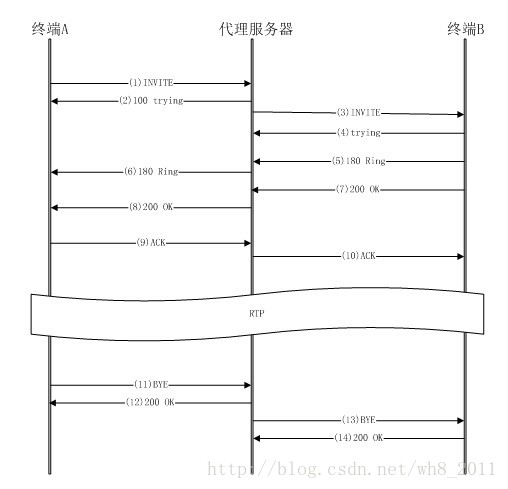 终端A
代理服务器
终端B
(1)INVITE
(2)100 trying
(3)INVITE
(4)trying
(5)180 Ring
(6)180 Ring
(7)200 OK
(8)200 OK
(9)ACK
(10)ACK
RTP
(11)BYE
(12)200 OK
(13)BYE
(14)200 OK
http://blog.csdn.net/wh8_2011